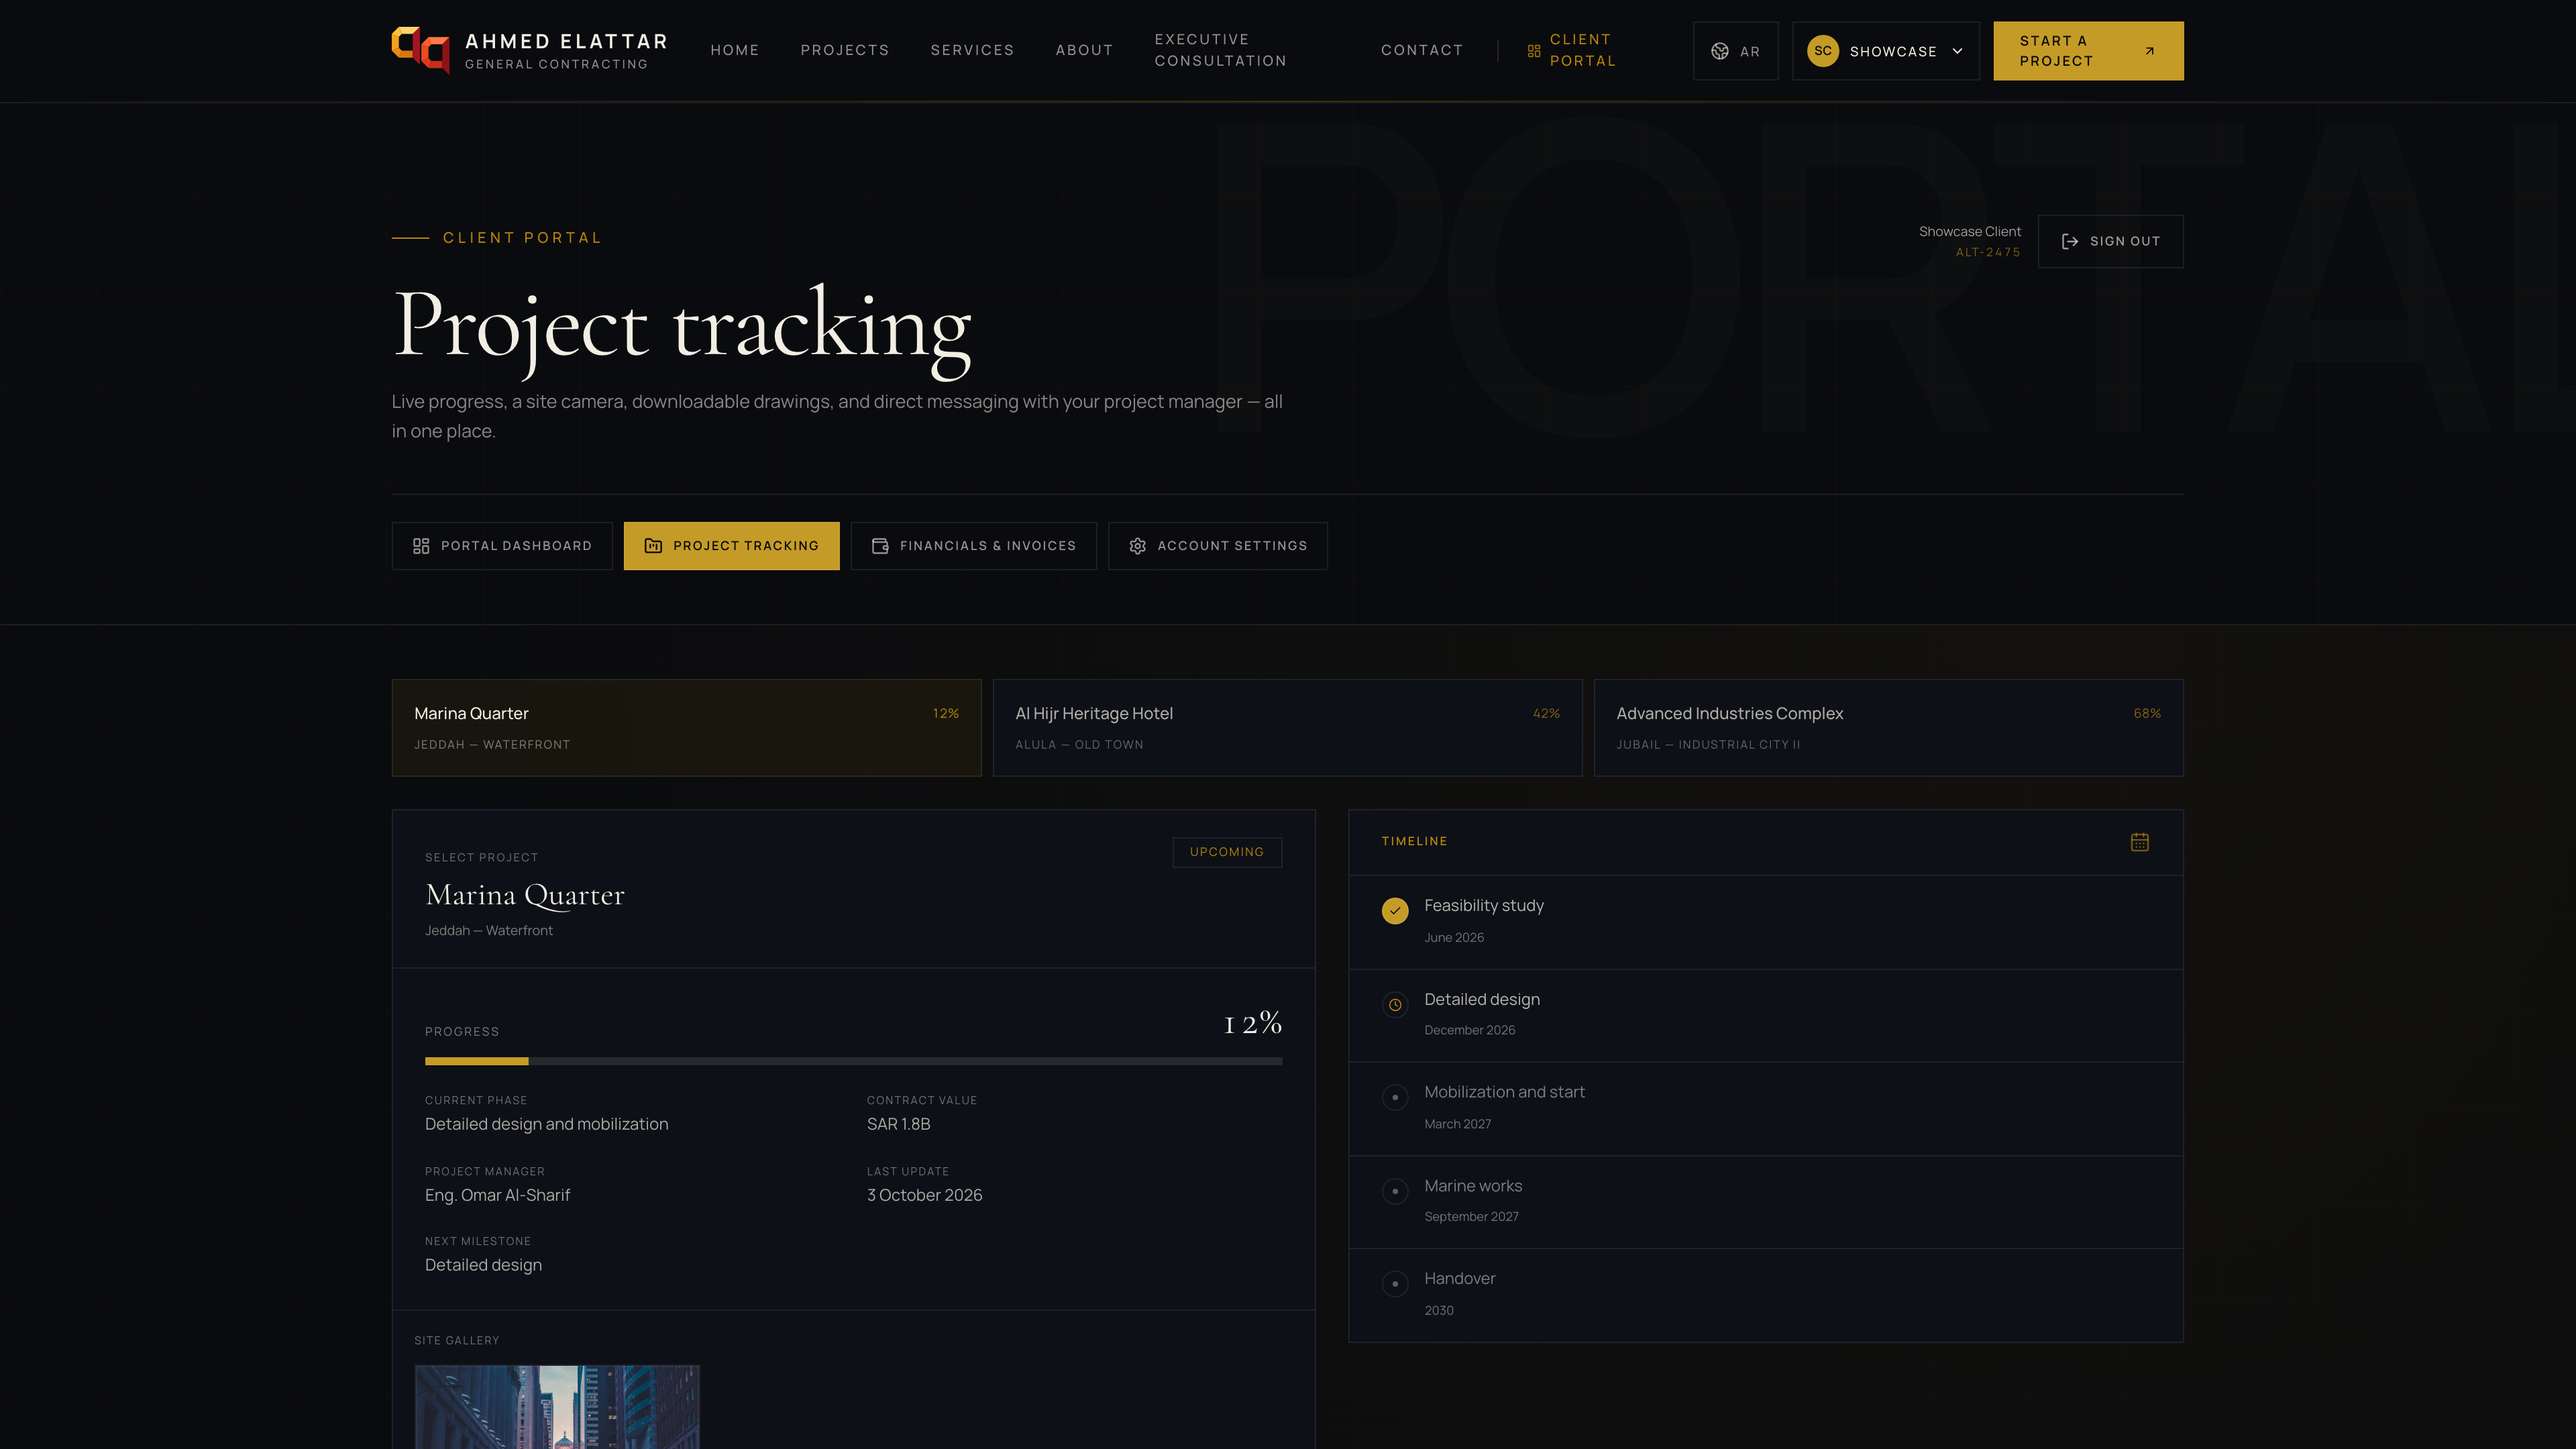 AHMED ELATTAR
GENERAL CONTRACTING
HOME
PROJECTS
SERVICES
ABOUT
EXECUTIVE
CONSULTATION
CONTACT
CLIENT
PORTAL
AR
SC
SHOWCASE
START A
PROJECT
PORTAL
CLIENT PORTAL
Showcase Client
ALT-2475
SIGN OUT
Project tracking
Live progress, a site camera, downloadable drawings, and direct messaging with your project manager — all
in one place.
PORTAL DASHBOARD
PROJECT TRACKING
FINANCIALS & INVOICES
ACCOUNT SETTINGS
Marina Quarter
12%
JEDDAH — WATERFRONT
Al Hijr Heritage Hotel
42%
ALULA — OLD TOWN
Advanced Industries Complex
68%
JUBAIL — INDUSTRIAL CITY II
SELECT PROJECT
UPCOMING
Marina Quarter
Jeddah — Waterfront
PROGRESS
12%
CURRENT PHASE
Detailed design and mobilization
CONTRACT VALUE
SAR 1.8B
PROJECT MANAGER
Eng. Omar Al-Sharif
LAST UPDATE
3 October 2026
NEXT MILESTONE
Detailed design
SITE GALLERY
TIMELINE
Feasibility study
June 2026
Detailed design
December 2026
Mobilization and start
March 2027
Marine works
September 2027
Handover
2030